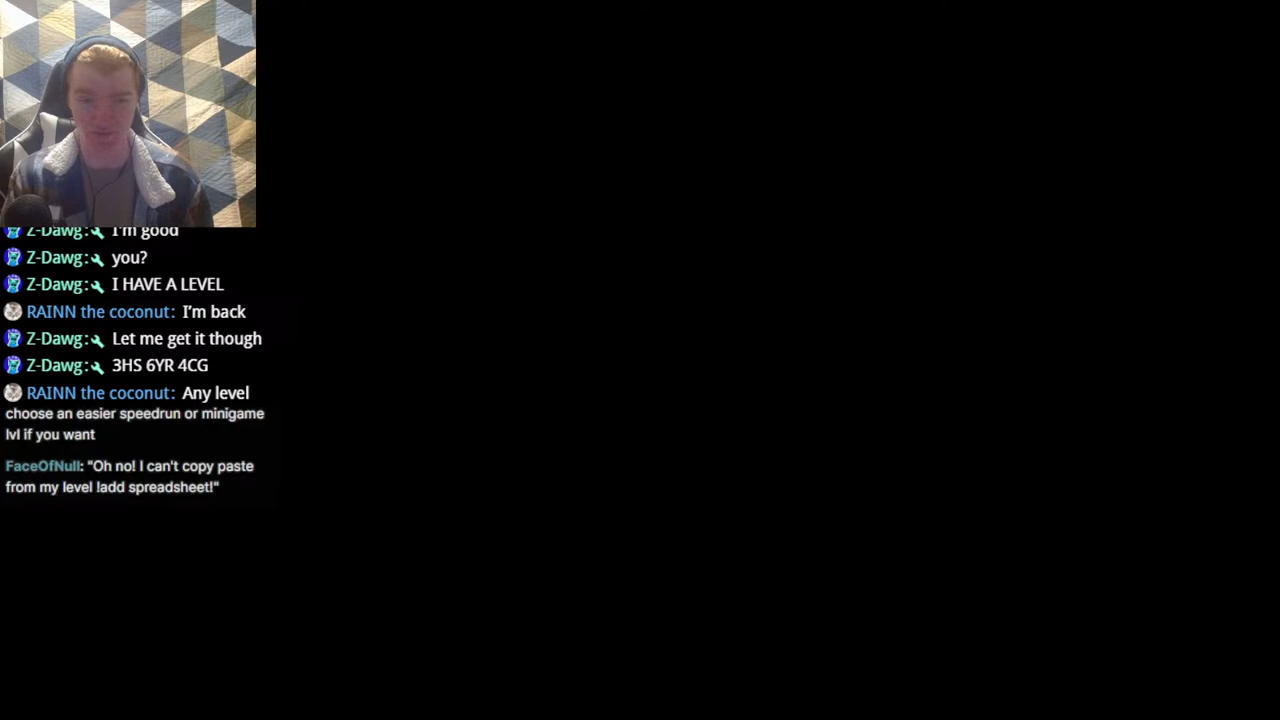 Z-Dawg: I'm good
Z-Dawg: you?
Z-Dawg: I HAVE A LEVEL
RAINN the coconut: I'm back
Z-Dawg: Let me get it though
Z-Dawg: 3HS 6YR 4CG
RAINN the coconut: Any level
choose an easier speedrun or minigame
lvl if you want
FaceOfNull: "Oh no! I can't copy paste
from my level !add spreadsheet!"